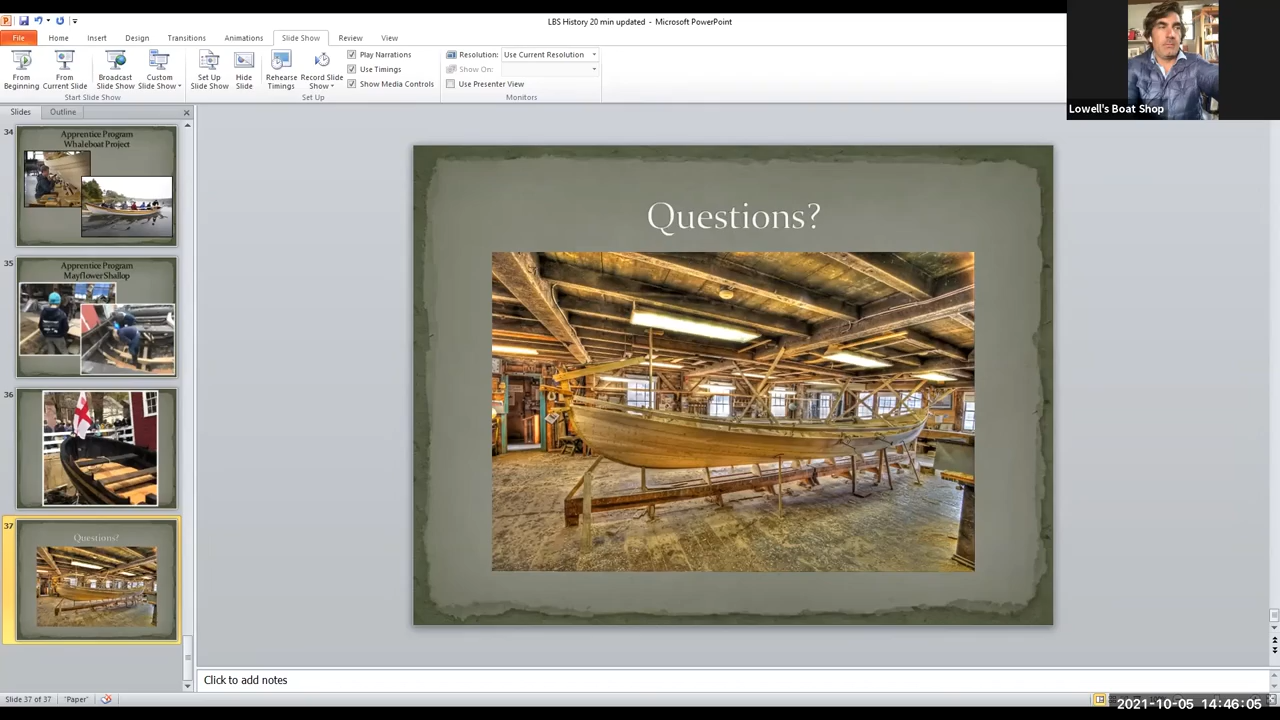 LBS History 20 min updated - Microsoft PowerPoint
File Home Insert Design Transitions Animations Slide Show Review View
From Beginning
From Current Slide
Broadcast Slide Show
Custom Slide Show
Start Slide Show
Set Up Slide Show
Hide Slide
Rehearse Timings
Record Slide Show
Play Narrations
Use Timings
Show Media Controls
Set Up
Resolution: Use Current Resolution
Show On:
Use Presenter View
Monitors
Lowell's Boat Shop
Slides Outline
34
Apprentice Program
Whaleboat Project
35
Apprentice Program
Mayflower Shallop
36
37
Questions?
Questions?
Click to add notes
Slide 37 of 37 "Paper"
2021-10-05 14:46:05